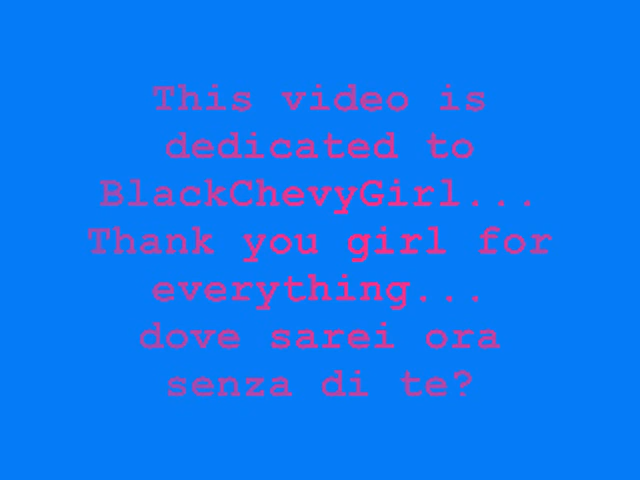 This video is
dedicated to
BlackChevyGirl...
Thank you girl for
everything...
dove sarei ora
senza di te?